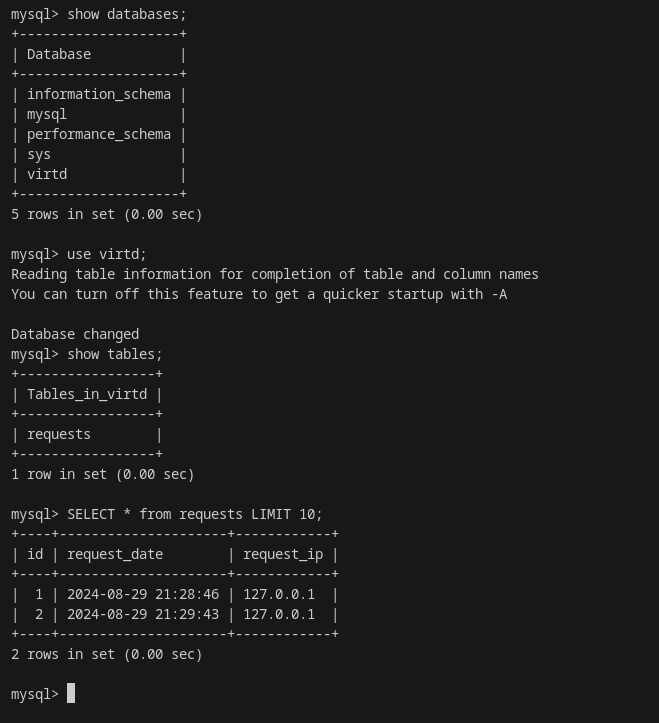 mysql> show databases;
+--------------------+
| Database           |
+--------------------+
| information_schema |
| mysql              |
| performance_schema |
| sys                |
| virtd              |
+--------------------+
5 rows in set (0.00 sec)

mysql> use virtd;
Reading table information for completion of table and column names
You can turn off this feature to get a quicker startup with -A

Database changed
mysql> show tables;
+-----------------+
| Tables_in_virtd |
+-----------------+
| requests        |
+-----------------+
1 row in set (0.00 sec)

mysql> SELECT * from requests LIMIT 10;
+----+---------------------+------------+
| id | request_date        | request_ip |
+----+---------------------+------------+
|  1 | 2024-08-29 21:28:46 | 127.0.0.1  |
|  2 | 2024-08-29 21:29:43 | 127.0.0.1  |
+----+---------------------+------------+
2 rows in set (0.00 sec)

mysql>